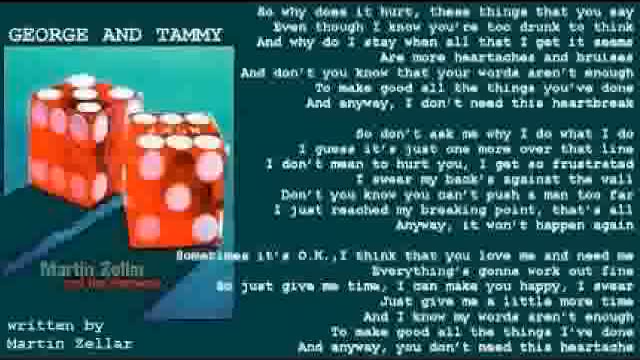 GEORGE AND TAMMY
Martin Zellar
and the Hardways
written by
Martin Zellar
So why does it hurt, these things that you say
Even though I know you're too drunk to think
And why do I stay when all that I get it seems
Are more heartaches and bruises
And don't you know that your words aren't enough
To make good all the things you've done
And anyway, I don't need this heartbreak
So don't ask me why I do what I do
I guess it's just one more over that line
I don't mean to hurt you, I get so frustrated
I swear my back's against the wall
Don't you know you can't push a man too far
I just reached my breaking point, that's all
Anyway, it won't happen again
Sometimes it's O.K.,I think that you love me and need me
Everything's gonna work out fine
So just give me time, I can make you happy, I swear
Just give me a little more time
And I know my words aren't enough
To make good all the things I've done
And anyway, you don't need this heartache